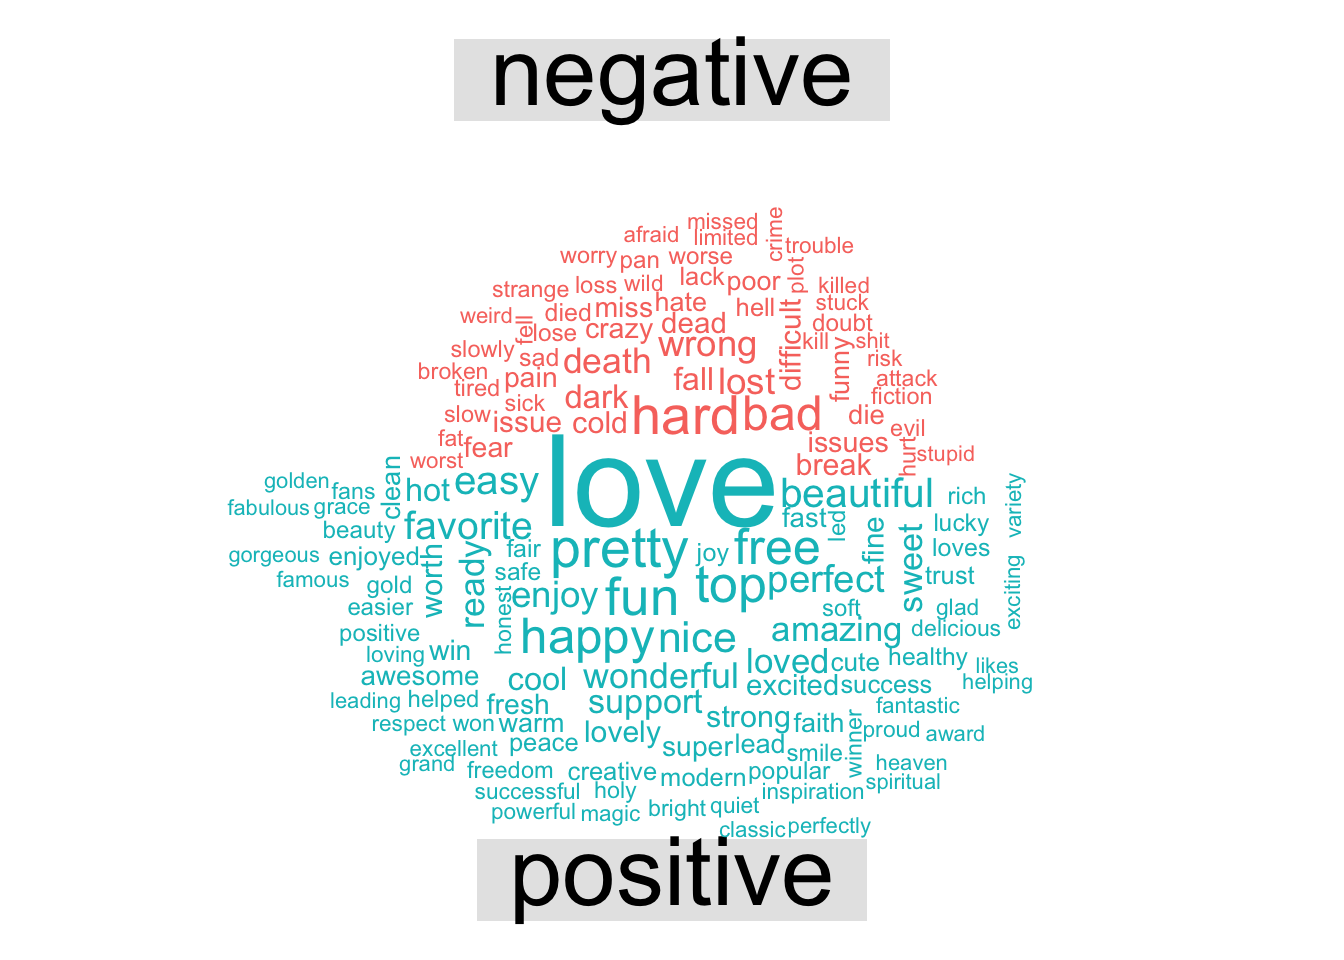 negative
missed
crime
afraid limited
trouble
worry pan worse
plot
strange loss wild lack poor killed
weird fell died miss hate hell difficult stuck
lose crazy dead doubt
slowly sad death wrong kill shit
broken tired pain fall lost funny risk
attack
slow sick dark hard bad fiction
issue cold die
fat fear issues evil
worst break hurt stupid
golden fans clean hot easy love beautiful rich variety
fabulous grace favorite fast led lucky
beauty pretty free fine
gorgeous enjoyed worth ready fair joy sweet loves
famous gold safe top perfect trust exciting
easier honest enjoy fun soft glad
positive happy nice amazing delicious
loving win loved cute healthy likes
awesome cool wonderful excited success helping
leading helped fresh support strong faith fantastic
respect won warm lovely winner proud award
excellent peace super lead smile
grand freedom creative modern popular heaven
successful holy inspiration spiritual
powerful magic bright quiet
classic perfectly
positive